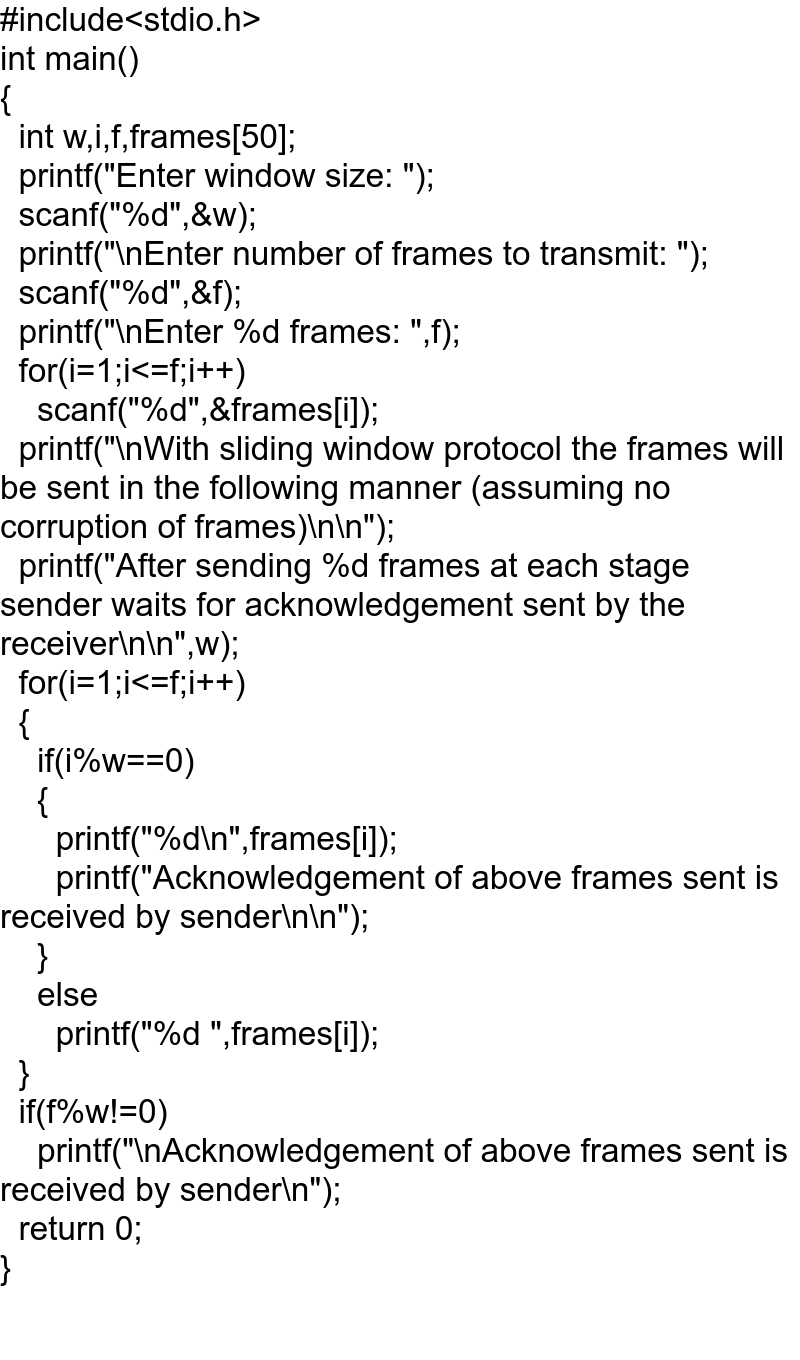 #include<stdio.h>
int main()
{
  int w,i,f,frames[50];
  printf("Enter window size: ");
  scanf("%d",&w);
  printf("\nEnter number of frames to transmit: ");
  scanf("%d",&f);
  printf("\nEnter %d frames: ",f);
  for(i=1;i<=f;i++)
    scanf("%d",&frames[i]);
  printf("\nWith sliding window protocol the frames will
be sent in the following manner (assuming no
corruption of frames)\n\n");
  printf("After sending %d frames at each stage
sender waits for acknowledgement sent by the
receiver\n\n",w);
  for(i=1;i<=f;i++)
  {
    if(i%w==0)
    {
      printf("%d\n",frames[i]);
      printf("Acknowledgement of above frames sent is
received by sender\n\n");
    }
    else
      printf("%d ",frames[i]);
  }
  if(f%w!=0)
    printf("\nAcknowledgement of above frames sent is
received by sender\n");
  return 0;
}